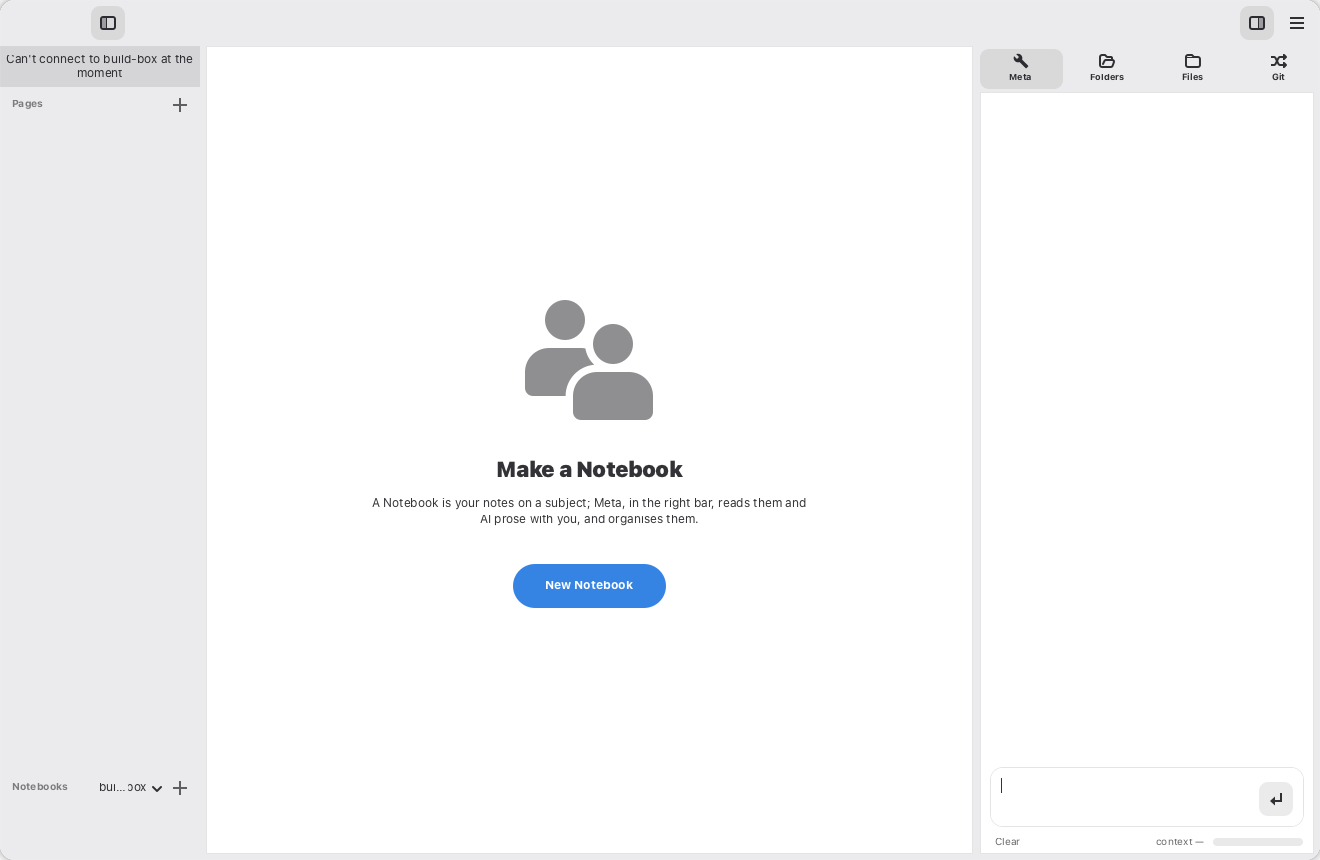 Can't connect to build-box at the
moment
Pages
Meta
Folders
Files
Git
Make a Notebook
A Notebook is your notes on a subject; Meta, in the right bar, reads them and
AI prose with you, and organises them.
New Notebook
Notebooks
bui...box
Clear
context —